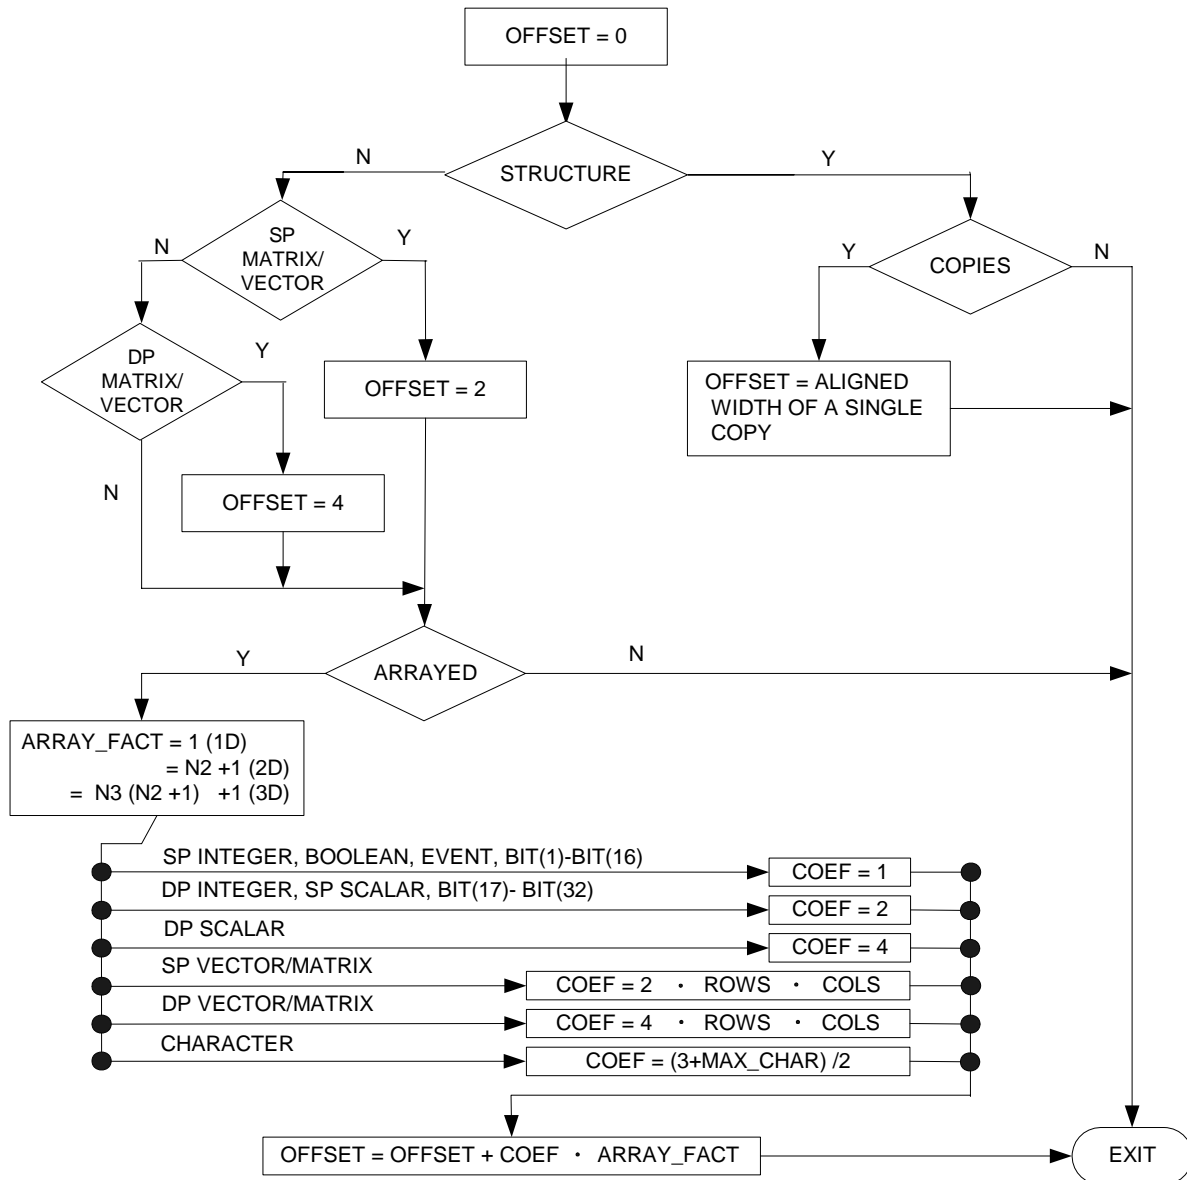 OFFSET = 0
N
STRUCTURE
Y
SP
MATRIX/
VECTOR
N
Y
Y
COPIES
N
DP
MATRIX/
VECTOR
Y
N
OFFSET = 2
OFFSET = ALIGNED
WIDTH OF A SINGLE
COPY
OFFSET = 4
Y
ARRAYED
N
ARRAY_FACT = 1 (1D)
= N2 +1 (2D)
= N3 (N2 +1) +1 (3D)
SP INTEGER, BOOLEAN, EVENT, BIT(1)-BIT(16)
COEF = 1
DP INTEGER, SP SCALAR, BIT(17)- BIT(32)
COEF = 2
DP SCALAR
COEF = 4
SP VECTOR/MATRIX
COEF = 2 · ROWS · COLS
DP VECTOR/MATRIX
COEF = 4 · ROWS · COLS
CHARACTER
COEF = (3+MAX_CHAR) /2
OFFSET = OFFSET + COEF · ARRAY_FACT
EXIT